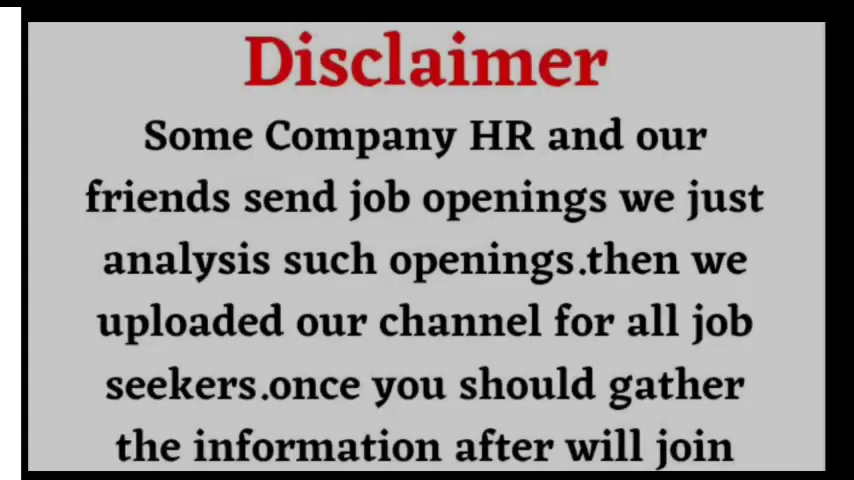 Disclaimer
Some Company HR and our
friends send job openings we just
analysis such openings.then we
uploaded our channel for all job
seekers.once you should gather
the information after will join